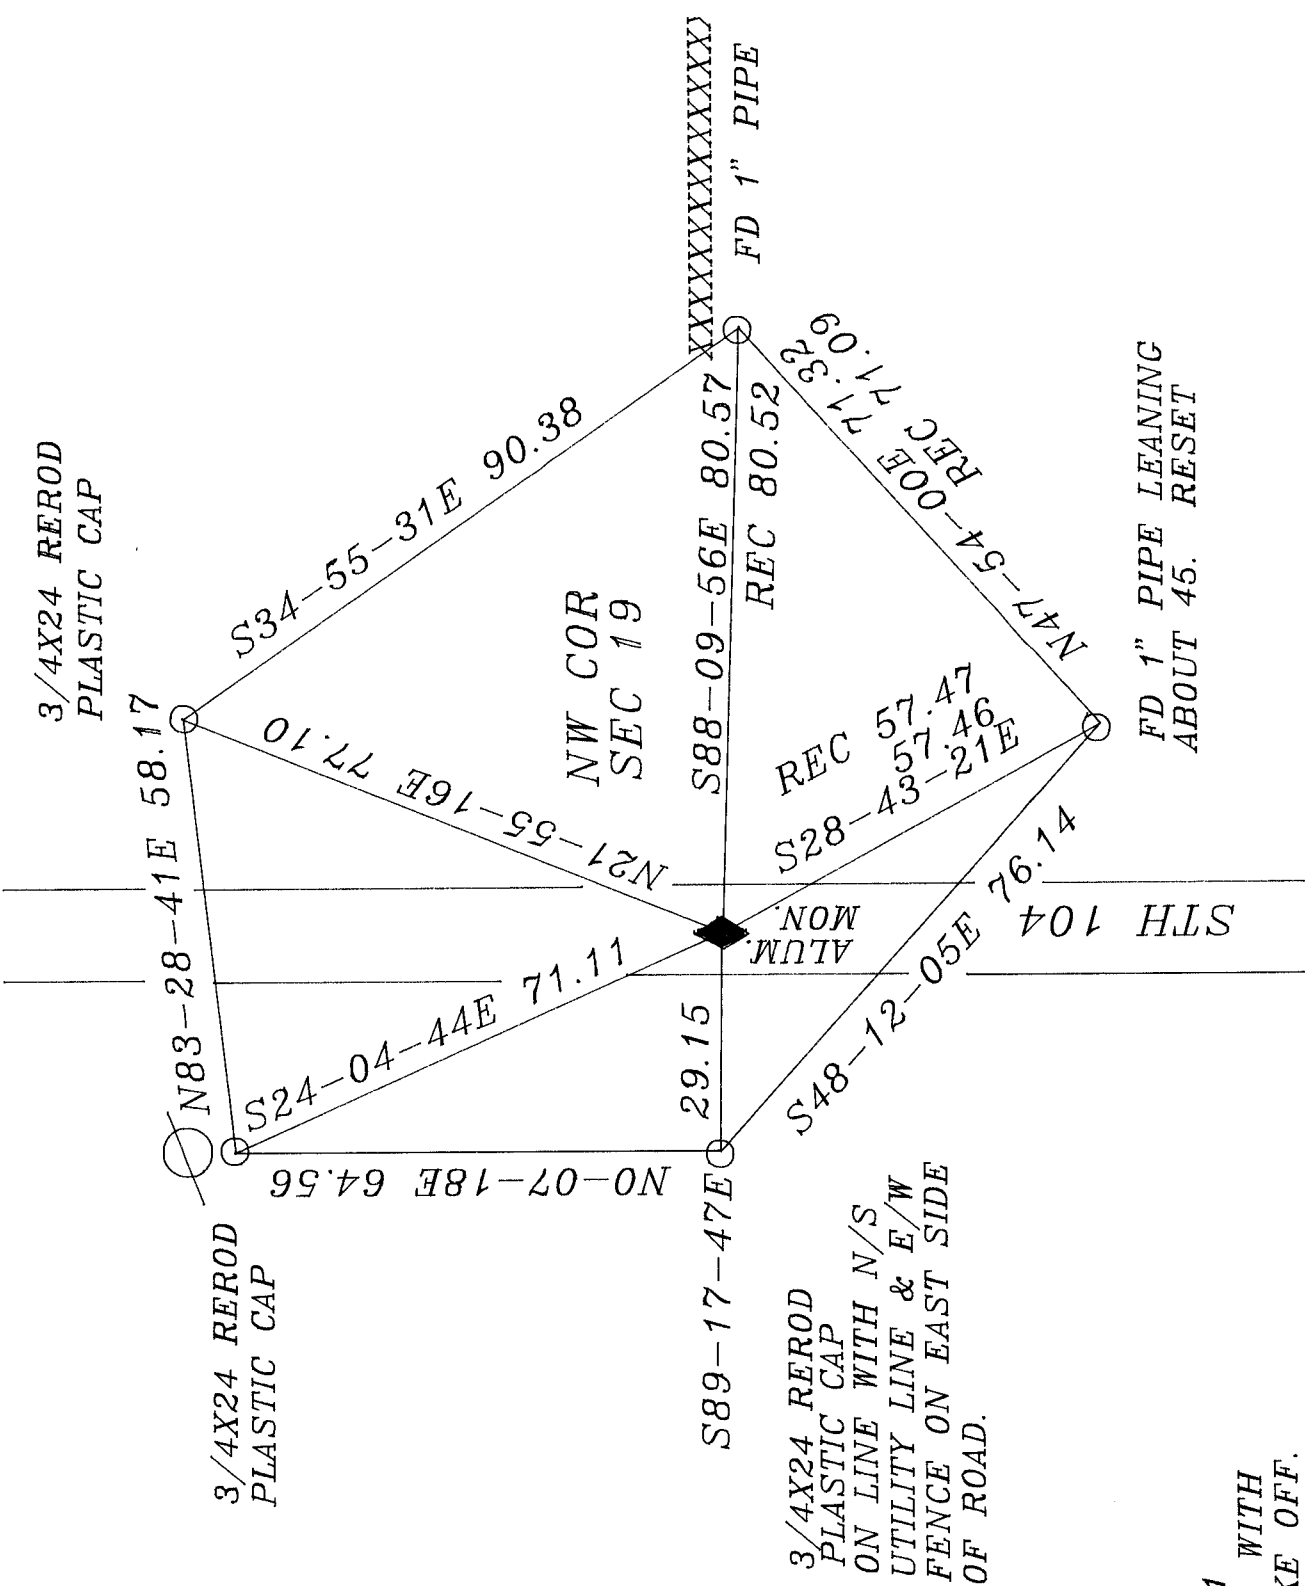 3/4X24 REROD
PLASTIC CAP
N83-28-41E 58.17
S34-55-31E 90.38
N21-55-16E 77.10
S24-04-44E 71.11
3/4X24 REROD
PLASTIC CAP
N0-07-18E 64.56
NW COR
SEC 19
FD 1" PIPE
S88-09-56E 80.57
REC 80.52
S89-17-47E
29.15
ALUM.
MON.
REC 57.47
57.46
S28-43-21E
N47-54-00E 71.32
REC 71.09
S48-12-05E 76.14
STH 104
FD 1" PIPE LEANING
ABOUT 45. RESET
3/4X24 REROD
PLASTIC CAP
ON LINE WITH N/S
UTILITY LINE & E/W
FENCE ON EAST SIDE
OF ROAD.
WITH
OFF.